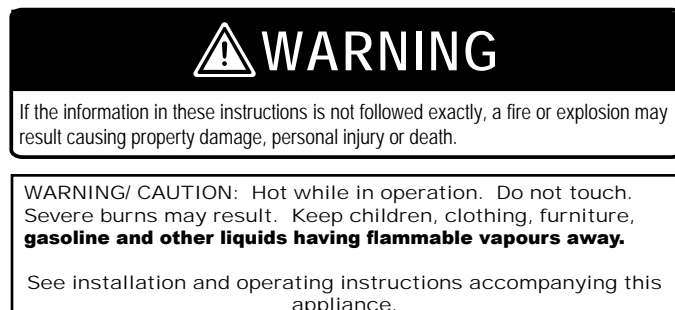 WARNING
If the information in these instructions is not followed exactly, a fire or explosion may
result causing property damage, personal injury or death.
WARNING/ CAUTION: Hot while in operation. Do not touch.
Severe burns may result. Keep children, clothing, furniture,
gasoline and other liquids having flammable vapours away.
See installation and operating instructions accompanying this
appliance.